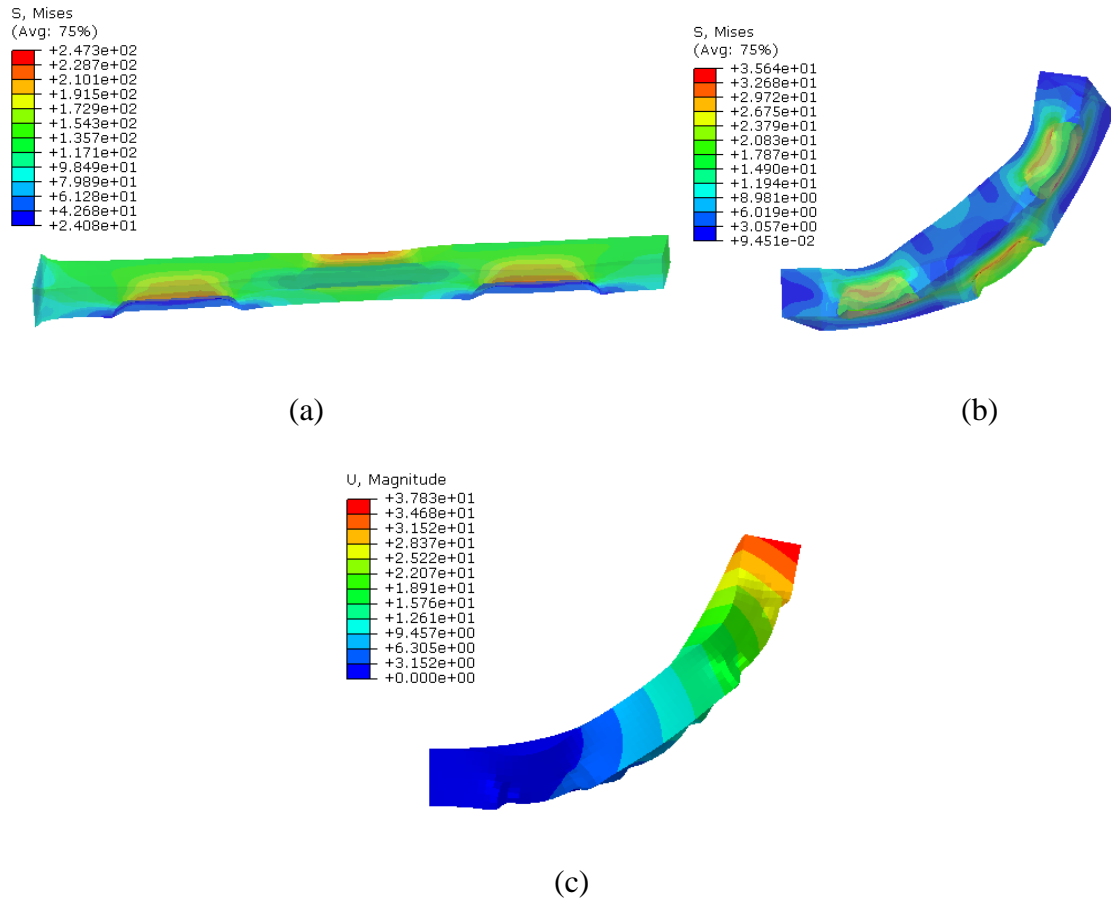 S, Mises
(Avg: 75%)
+2.473e+02
+2.287e+02
+2.101e+02
+1.915e+02
+1.729e+02
+1.543e+02
+1.357e+02
+1.171e+02
+9.849e+01
+7.989e+01
+6.128e+01
+4.268e+01
+2.408e+01
(a)
S, Mises
(Avg: 75%)
+3.564e+01
+3.268e+01
+2.972e+01
+2.675e+01
+2.379e+01
+2.083e+01
+1.787e+01
+1.490e+01
+1.194e+01
+8.981e+00
+6.019e+00
+3.057e+00
+9.451e-02
(b)
U, Magnitude
+3.783e+01
+3.468e+01
+3.152e+01
+2.837e+01
+2.522e+01
+2.207e+01
+1.891e+01
+1.576e+01
+1.261e+01
+9.457e+00
+6.305e+00
+3.152e+00
+0.000e+00
(c)